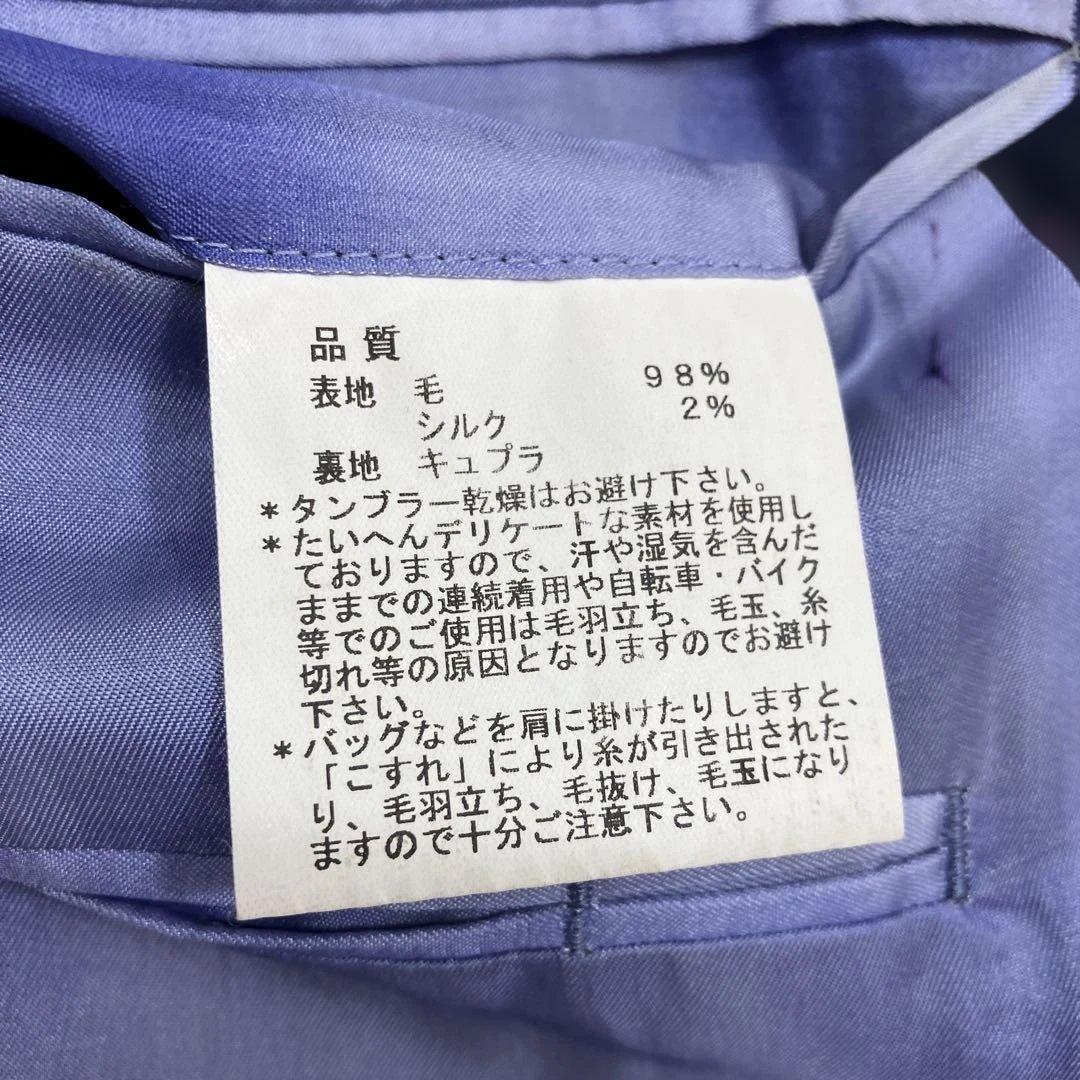 品質
表地 毛 98%
シルク 2%
裏地 キュプラ
*タンブラー乾燥はお避け下さい。
*たいへんデリケートな素材を使用し
ておりますので、汗や湿気を含んだ
ままでの連続着用や自転車・バイク
等でのご使用は毛羽立ち、毛玉、糸
切れ等の原因となりますのでお避け
下さい。
*バッグなどを肩に掛けたりしますと、
「こすれ」により糸が引き出された
り、毛羽立ち、毛抜け、毛玉になり
ますので十分ご注意下さい。